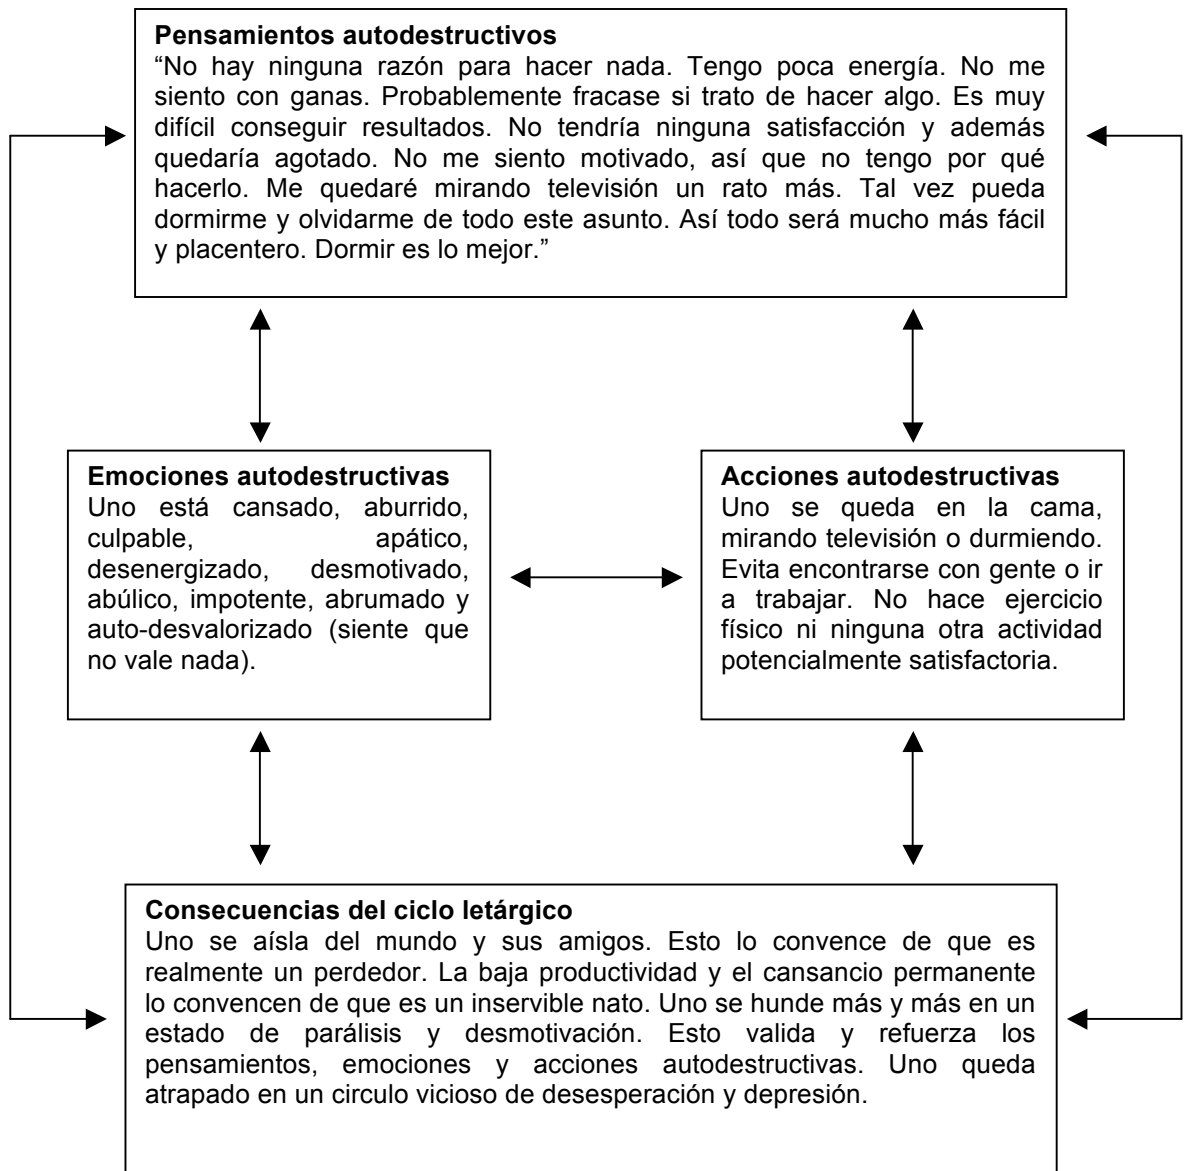 Pensamientos autodestructivos
“No hay ninguna razón para hacer nada. Tengo poca energía. No me
siento con ganas. Probablemente fracase si trato de hacer algo. Es muy
difícil conseguir resultados. No tendría ninguna satisfacción y además
quedaría agotado. No me siento motivado, así que no tengo por qué
hacerlo. Me quedaré mirando televisión un rato más. Tal vez pueda
dormirme y olvidarme de todo este asunto. Así todo será mucho más fácil
y placentero. Dormir es lo mejor.”
Emociones autodestructivas
Uno está cansado, aburrido,
culpable, apático,
desenergizado, desmotivado,
abúlico, impotente, abrumado y
auto-desvalorizado (siente que
no vale nada).
Acciones autodestructivas
Uno se queda en la cama,
mirando televisión o durmiendo.
Evita encontrarse con gente o ir
a trabajar. No hace ejercicio
físico ni ninguna otra actividad
potencialmente satisfactoria.
Consecuencias del ciclo letárgico
Uno se aísla del mundo y sus amigos. Esto lo convence de que es
realmente un perdedor. La baja productividad y el cansancio permanente
lo convencen de que es un inservible nato. Uno se hunde más y más en un
estado de parálisis y desmotivación. Esto valida y refuerza los
pensamientos, emociones y acciones autodestructivas. Uno queda
atrapado en un circulo vicioso de desesperación y depresión.